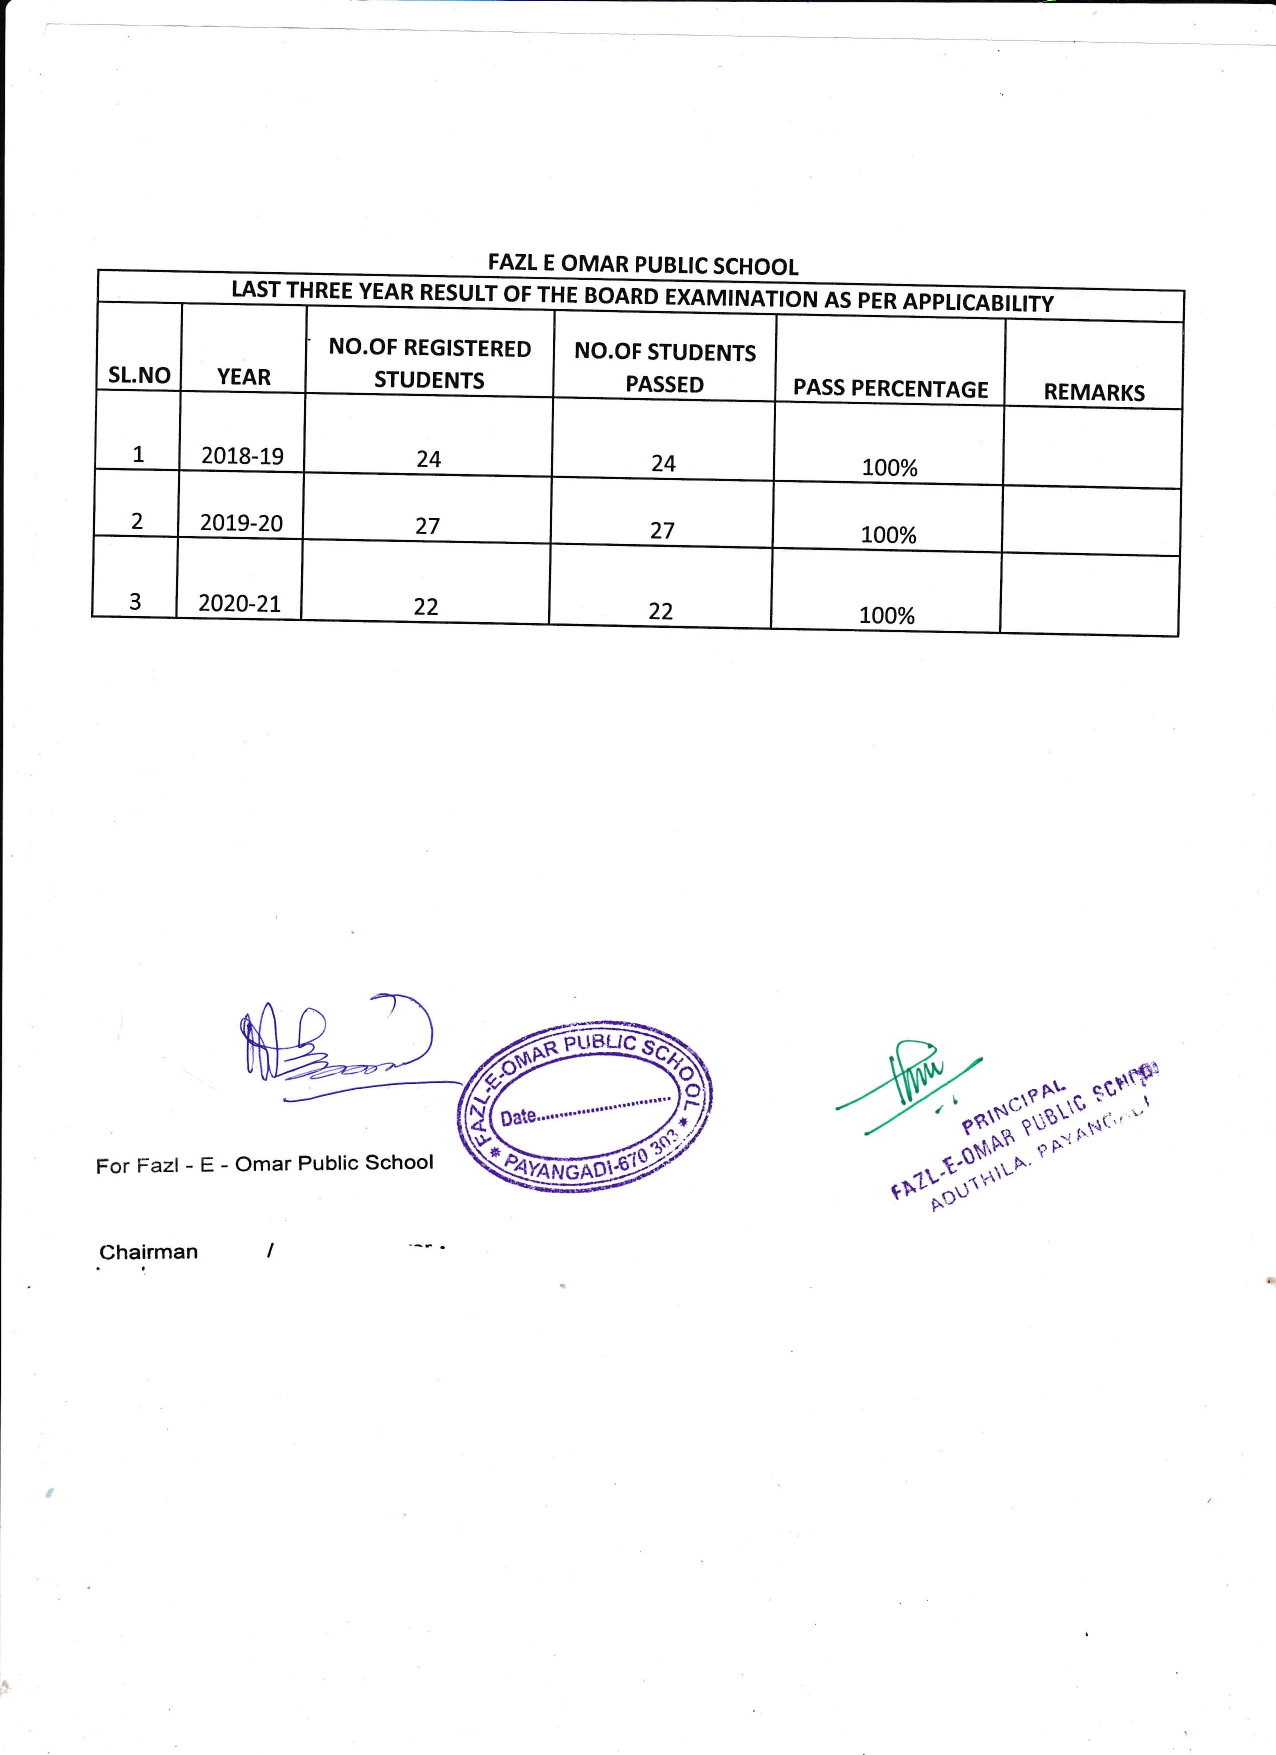 FAZL E OMAR PUBLIC SCHOOL
LAST THREE YEAR RESULT OF THE BOARD EXAMINATION AS PER APPLICABILITY
SL.NO YEAR NO.OF REGISTERED STUDENTS NO.OF STUDENTS PASSED PASS PERCENTAGE REMARKS
1 2018-19 24 24 100%
2 2019-20 27 27 100%
3 2020-21 22 22 100%
FAZL-E-OMAR PUBLIC SCHOOL
Date..............................
PAYANGADI-670 303
For Fazl - E - Omar Public School
Chairman /
PRINCIPAL
FAZL-E-OMAR PUBLIC SCHOOL
ADUTHILA.